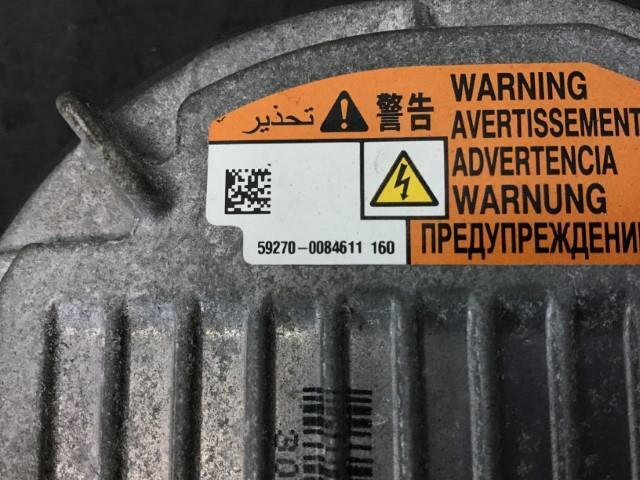 تحذير 警告 WARNING
AVERTISSEMENT
ADVERTENCIA
WARNUNG
ПРЕДУПРЕЖДЕНИ
59270-0084611 160